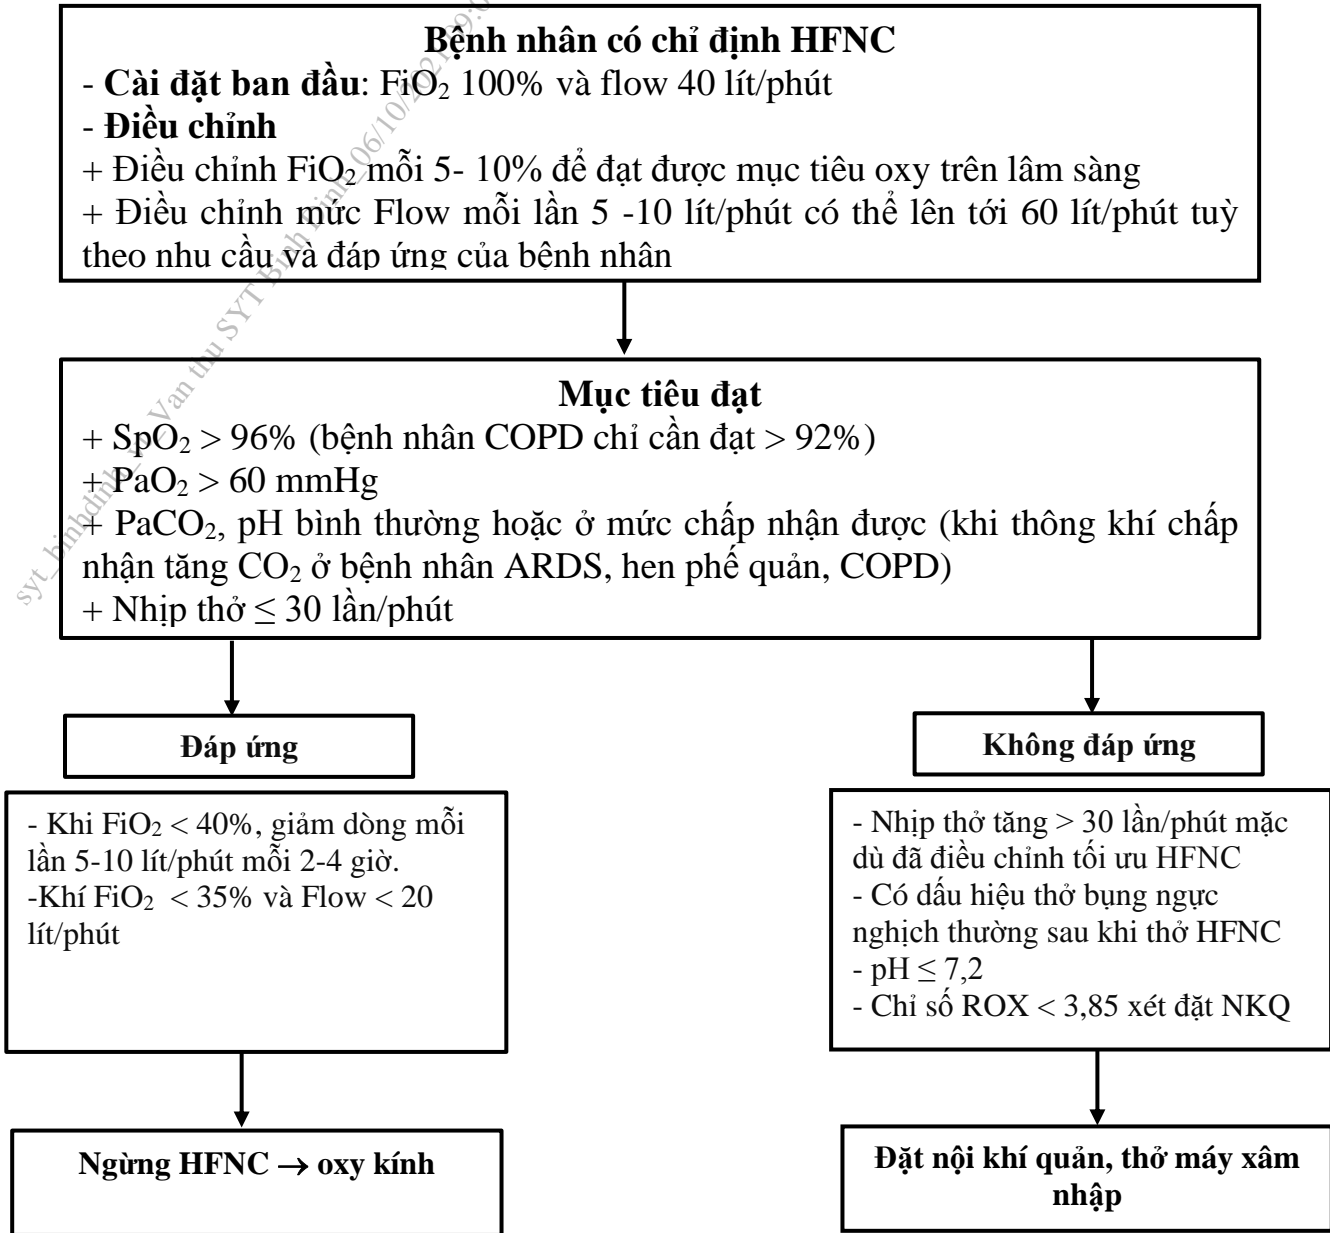 Bệnh nhân có chỉ định HFNC
- Cài đặt ban đầu: FiO₂ 100% và flow 40 lít/phút
- Điều chỉnh
+ Điều chỉnh FiO₂ mỗi 5- 10% để đạt được mục tiêu oxy trên lâm sàng
+ Điều chỉnh mức Flow mỗi lần 5 -10 lít/phút có thể lên tới 60 lít/phút tuỳ
theo nhu cầu và đáp ứng của bệnh nhân
Mục tiêu đạt
+ SpO₂ > 96% (bệnh nhân COPD chỉ cần đạt > 92%)
+ PaO₂ > 60 mmHg
+ PaCO₂, pH bình thường hoặc ở mức chấp nhận được (khi thông khí chấp
nhận tăng CO₂ ở bệnh nhân ARDS, hen phế quản, COPD)
+ Nhịp thở ≤ 30 lần/phút
Đáp ứng
- Khi FiO₂ < 40%, giảm dòng mỗi
lần 5-10 lít/phút mỗi 2-4 giờ.
-Khí FiO₂ < 35% và Flow < 20
lít/phút
Ngừng HFNC → oxy kính
Không đáp ứng
- Nhịp thở tăng > 30 lần/phút mặc
dù đã điều chỉnh tối ưu HFNC
- Có dấu hiệu thở bụng ngực
nghịch thường sau khi thở HFNC
- pH ≤ 7,2
- Chỉ số ROX < 3,85 xét đặt NKQ
Đặt nội khí quản, thở máy xâm
nhập
Van thu SYT Binh Dinh_06/10/2021